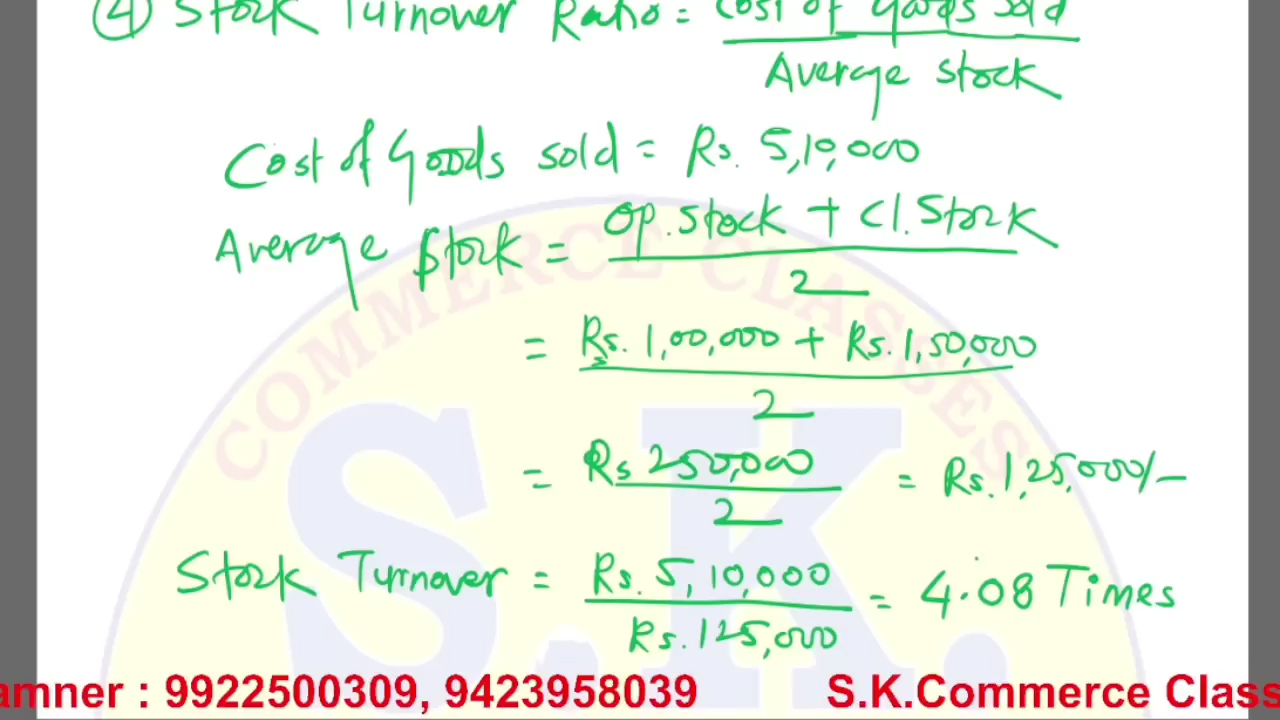 ④ Stock Turnover Ratio = Cost of Goods sold
Average stock
Cost of Goods sold = Rs. 5,10,000
Average Stock = Op. Stock + Cl. Stock
2
= Rs. 1,00,000 + Rs. 1,50,000
2
= Rs 250,000 = Rs. 1,25,000/-
2
Stock Turnover = Rs. 5,10,000 = 4.08 Times
Rs. 125,000
COMMERCE CLASSES
S.K.
amner : 9922500309, 9423958039 S.K.Commerce Class